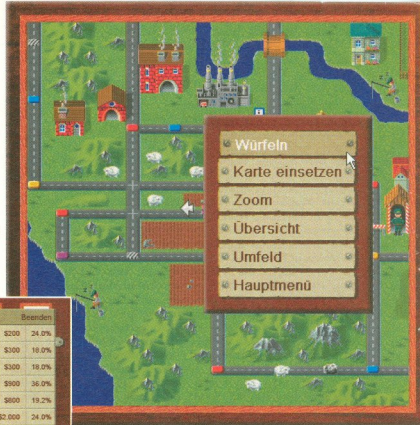 Würfeln
Karte einsetzen
Zoom
Übersicht
Umfeld
Hauptmenü
Beenden
$200 24.0%
$300 18.0%
$300 18.0%
$900 36.0%
$800 19.2%
$2.000 24.0%